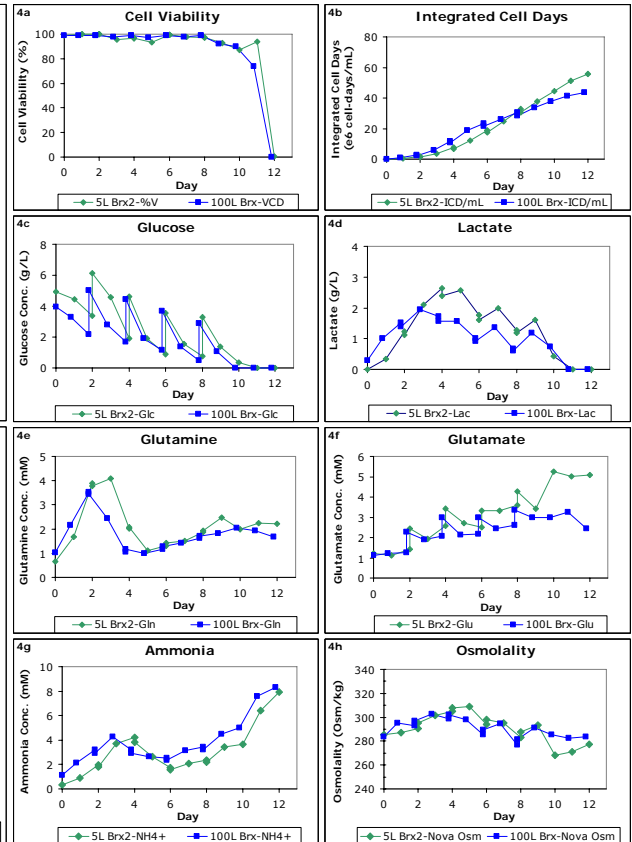 4a
Cell Viability
Cell Viability (%)
100
80
60
40
20
0
0 2 4 6 8 10 12
Day
5L Brx2-%V 100L Brx-VCD
4b
Integrated Cell Days
Integrated Cell Days
(e6 cell-days/mL)
80
60
40
20
0
0 2 4 6 8 10 12
Day
5L Brx2-ICD/mL 100L Brx-ICD/mL
4c
Glucose
Glucose Conc. (g/L)
8
6
4
2
0
0 2 4 6 8 10 12
Day
5L Brx2-Glc 100L Brx-Glc
4d
Lactate
Lactate (g/L)
4
3
2
1
0
0 2 4 6 8 10 12
Day
5L Brx2-Lac 100L Brx-Lac
4e
Glutamine
Glutamine Conc. (mM)
5
4
3
2
1
0
0 2 4 6 8 10 12
Day
5L Brx2-Gln 100L Brx-Gln
4f
Glutamate
Glutamate Conc. (mM)
6
5
4
3
2
1
0
0 2 4 6 8 10 12
Day
5L Brx2-Glu 100L Brx-Glu
4g
Ammonia
Ammonia Conc. (mM)
10
8
6
4
2
0
0 2 4 6 8 10 12
Day
5L Brx2-NH4+ 100L Brx-NH4+
4h
Osmolality
Osmolality (Osm/kg)
340
320
300
280
260
240
0 2 4 6 8 10 12
Day
5L Brx2-Nova Osm 100L Brx-Nova Osm